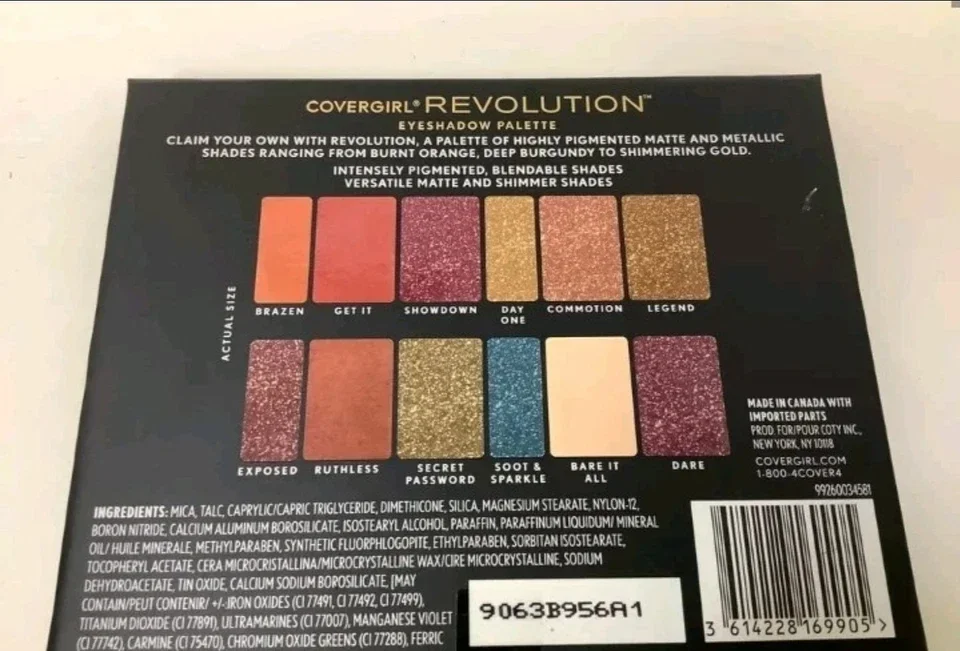 COVERGIRL® REVOLUTION™
EYESHADOW PALETTE
CLAIM YOUR OWN WITH REVOLUTION, A PALETTE OF HIGHLY PIGMENTED MATTE AND METALLIC
SHADES RANGING FROM BURNT ORANGE, DEEP BURGUNDY TO SHIMMERING GOLD.
INTENSELY PIGMENTED, BLENDABLE SHADES
VERSATILE MATTE AND SHIMMER SHADES
ACTUAL SIZE
BRAZEN GET IT SHOWDOWN DAY COMMOTION LEGEND
ONE
EXPOSED RUTHLESS SECRET SOOT & BARE IT DARE
PASSWORD SPARKLE ALL
MADE IN CANADA WITH
IMPORTED PARTS
PROD. FOR/POUR COTY INC.,
NEW YORK, NY 10118
COVERGIRL.COM
1-800-4COVER4
99260034581
INGREDIENTS: MICA, TALC, CAPRYLIC/CAPRIC TRIGLYCERIDE, DIMETHICONE, SILICA, MAGNESIUM STEARATE, NYLON-12,
BORON NITRIDE, CALCIUM ALUMINUM BOROSILICATE, ISOSTEARYL ALCOHOL, PARAFFIN, PARAFFINUM LIQUIDUM/ MINERAL
OIL/ HUILE MINERALE, METHYLPARABEN, SYNTHETIC FLUORPHLOGOPITE, ETHYLPARABEN, SORBITAN ISOSTEARATE,
TOCOPHERYL ACETATE, CERA MICROCRISTALLINA/MICROCRYSTALLINE WAX/CIRE MICROCRYSTALLINE, SODIUM
DEHYDROACETATE, TIN OXIDE, CALCIUM SODIUM BOROSILICATE, [MAY
CONTAIN/PEUT CONTENIR/ +/-:IRON OXIDES (CI 77491, CI 77492, CI 77499),
TITANIUM DIOXIDE (CI 77891), ULTRAMARINES (CI 77007), MANGANESE VIOLET
(CI 77742), CARMINE (CI 75470), CHROMIUM OXIDE GREENS (CI 77288), FERRIC
9063B956A1
3 614228 169905 >